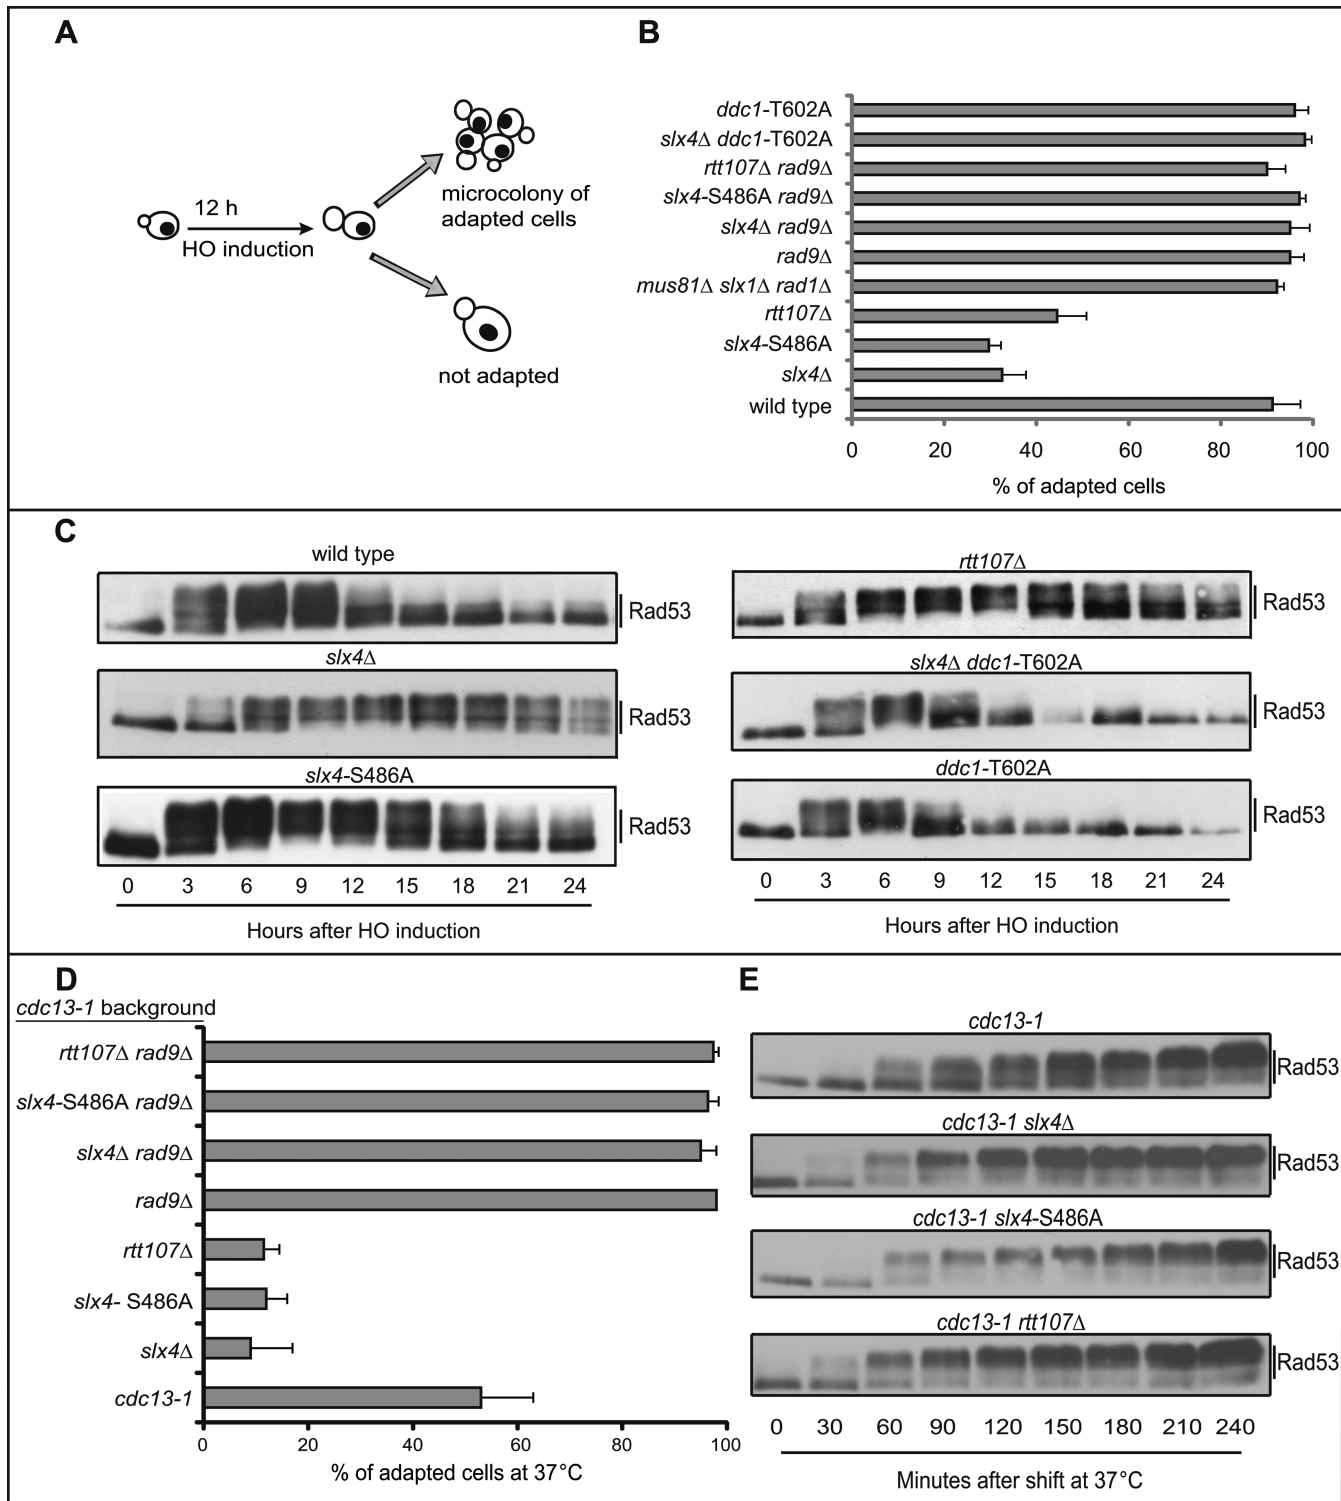 A
12 h
HO induction
microcolony of
adapted cells
not adapted
B
ddc1-T602A
slx4Δ ddc1-T602A
rtt107Δ rad9Δ
slx4-S486A rad9Δ
slx4Δ rad9Δ
rad9Δ
mus81Δ slx1Δ rad1Δ
rtt107Δ
slx4-S486A
slx4Δ
wild type
0 20 40 60 80 100
% of adapted cells
C
wild type
Rad53
slx4Δ
Rad53
slx4-S486A
Rad53
0 3 6 9 12 15 18 21 24
Hours after HO induction
rtt107Δ
Rad53
slx4Δ ddc1-T602A
Rad53
ddc1-T602A
Rad53
0 3 6 9 12 15 18 21 24
Hours after HO induction
D
cdc13-1 background
rtt107Δ rad9Δ
slx4-S486A rad9Δ
slx4Δ rad9Δ
rad9Δ
rtt107Δ
slx4- S486A
slx4Δ
cdc13-1
0 20 40 60 80 100
% of adapted cells at 37°C
E
cdc13-1
Rad53
cdc13-1 slx4Δ
Rad53
cdc13-1 slx4-S486A
Rad53
cdc13-1 rtt107Δ
Rad53
0 30 60 90 120 150 180 210 240
Minutes after shift at 37°C